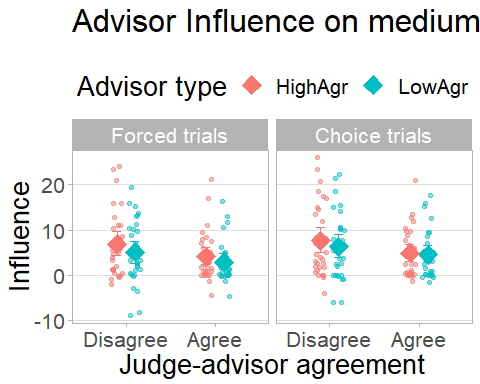 Advisor Influence on medium
Advisor type HighAgr LowAgr
Forced trials Choice trials
Influence
20
10
0
-10
Disagree Agree Disagree Agree
Judge-advisor agreement